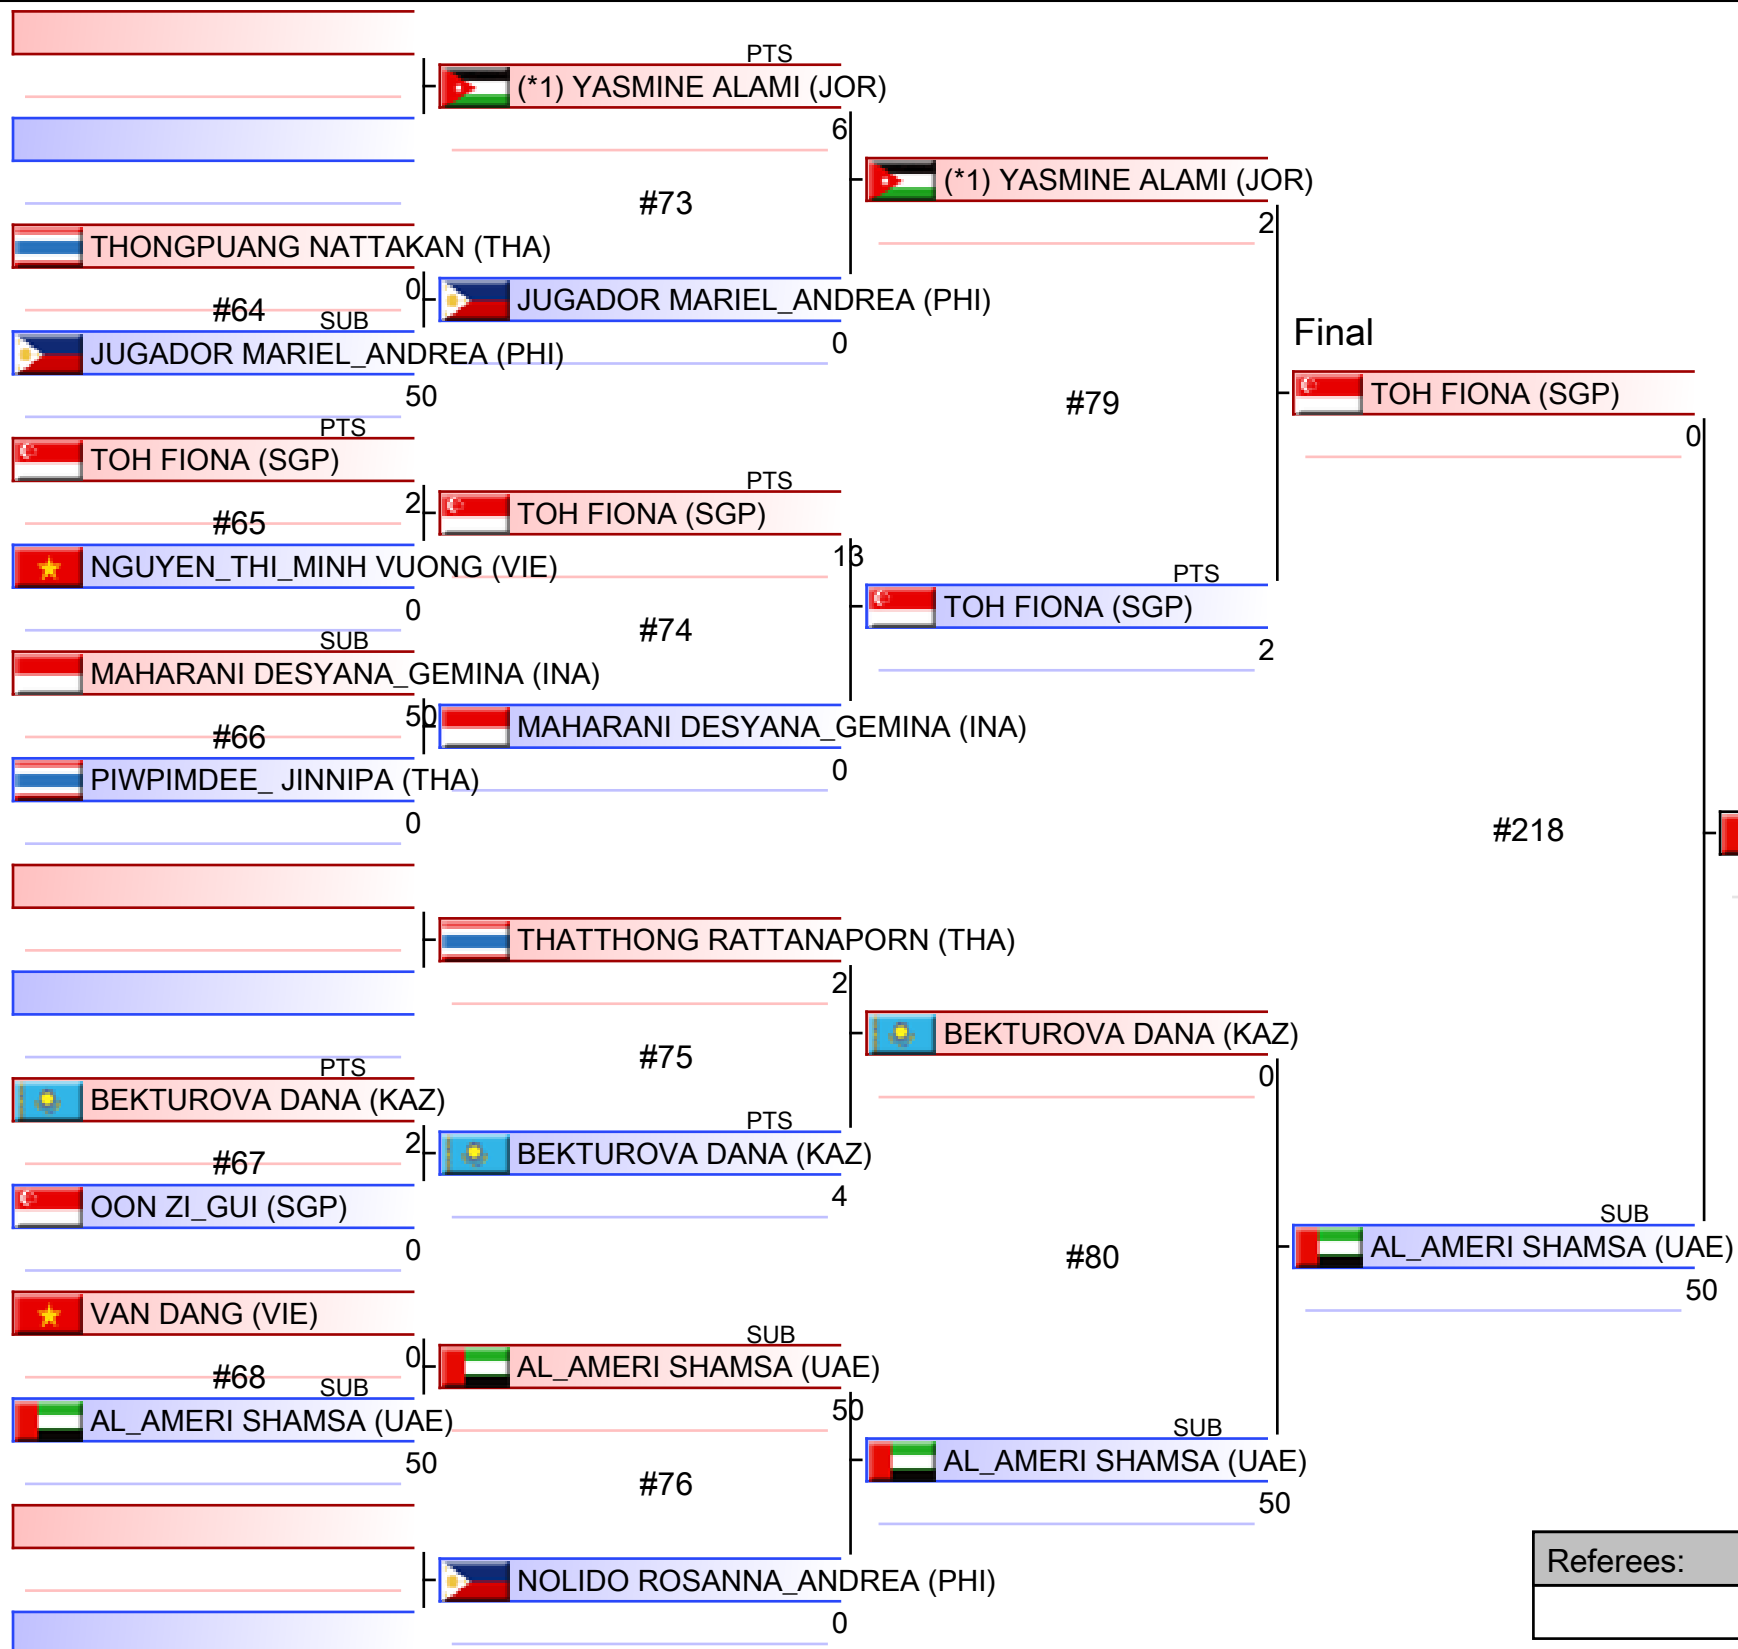 PTS
(*1) YASMINE ALAMI (JOR)
6
#73
(*1) YASMINE ALAMI (JOR)
2
THONGPUANG NATTAKAN (THA)
0
#64
SUB
JUGADOR MARIEL_ANDREA (PHI)
50
JUGADOR MARIEL_ANDREA (PHI)
0
Final
#79
TOH FIONA (SGP)
0
PTS
TOH FIONA (SGP)
2
#65
NGUYEN_THI_MINH VUONG (VIE)
0
PTS
TOH FIONA (SGP)
13
#74
PTS
TOH FIONA (SGP)
2
SUB
MAHARANI DESYANA_GEMINA (INA)
50
#66
PIWPIMDEE_ JINNIPA (THA)
0
MAHARANI DESYANA_GEMINA (INA)
0
#218
THATTHONG RATTANAPORN (THA)
2
#75
BEKTUROVA DANA (KAZ)
0
PTS
BEKTUROVA DANA (KAZ)
2
#67
OON ZI_GUI (SGP)
0
PTS
BEKTUROVA DANA (KAZ)
4
#80
SUB
AL_AMERI SHAMSA (UAE)
50
VAN DANG (VIE)
0
#68
SUB
AL_AMERI SHAMSA (UAE)
50
SUB
AL_AMERI SHAMSA (UAE)
50
#76
SUB
AL_AMERI SHAMSA (UAE)
50
NOLIDO ROSANNA_ANDREA (PHI)
0
Referees: